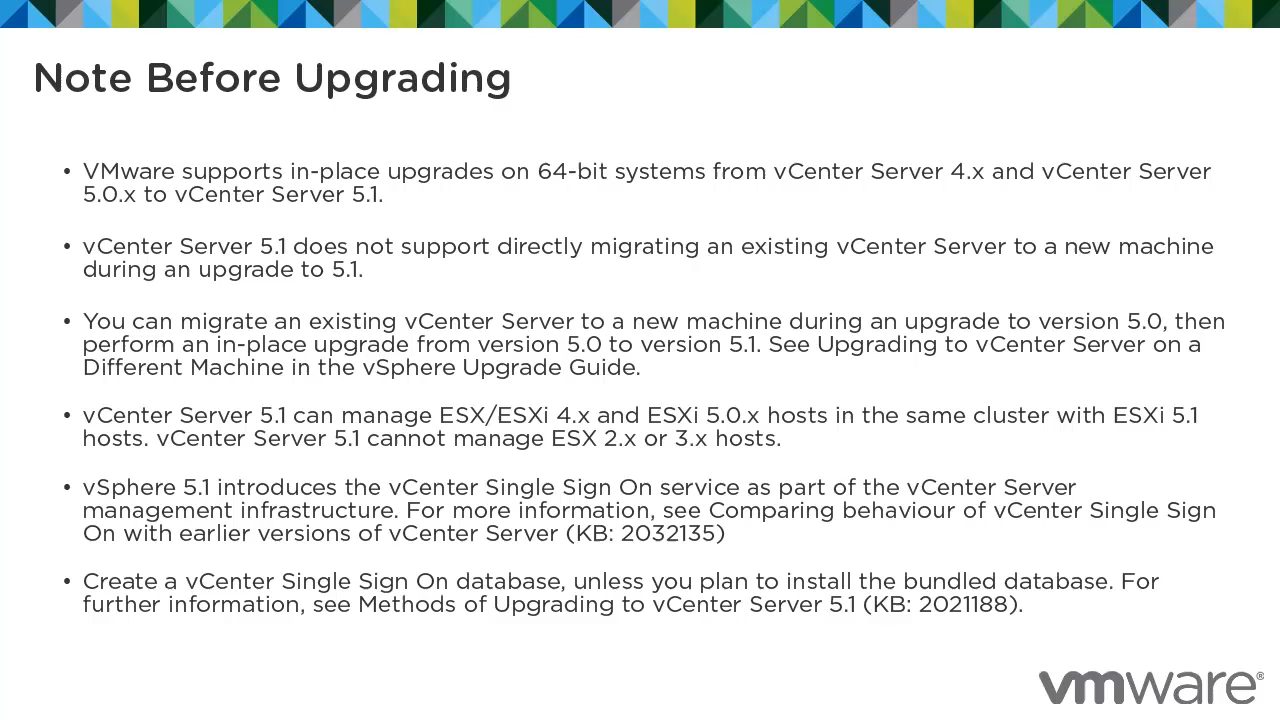 Note Before Upgrading
• VMware supports in-place upgrades on 64-bit systems from vCenter Server 4.x and vCenter Server
5.0.x to vCenter Server 5.1.
• vCenter Server 5.1 does not support directly migrating an existing vCenter Server to a new machine
during an upgrade to 5.1.
• You can migrate an existing vCenter Server to a new machine during an upgrade to version 5.0, then
perform an in-place upgrade from version 5.0 to version 5.1. See Upgrading to vCenter Server on a
Different Machine in the vSphere Upgrade Guide.
• vCenter Server 5.1 can manage ESX/ESXi 4.x and ESXi 5.0.x hosts in the same cluster with ESXi 5.1
hosts. vCenter Server 5.1 cannot manage ESX 2.x or 3.x hosts.
• vSphere 5.1 introduces the vCenter Single Sign On service as part of the vCenter Server
management infrastructure. For more information, see Comparing behaviour of vCenter Single Sign
On with earlier versions of vCenter Server (KB: 2032135)
• Create a vCenter Single Sign On database, unless you plan to install the bundled database. For
further information, see Methods of Upgrading to vCenter Server 5.1 (KB: 2021188).
vmware®